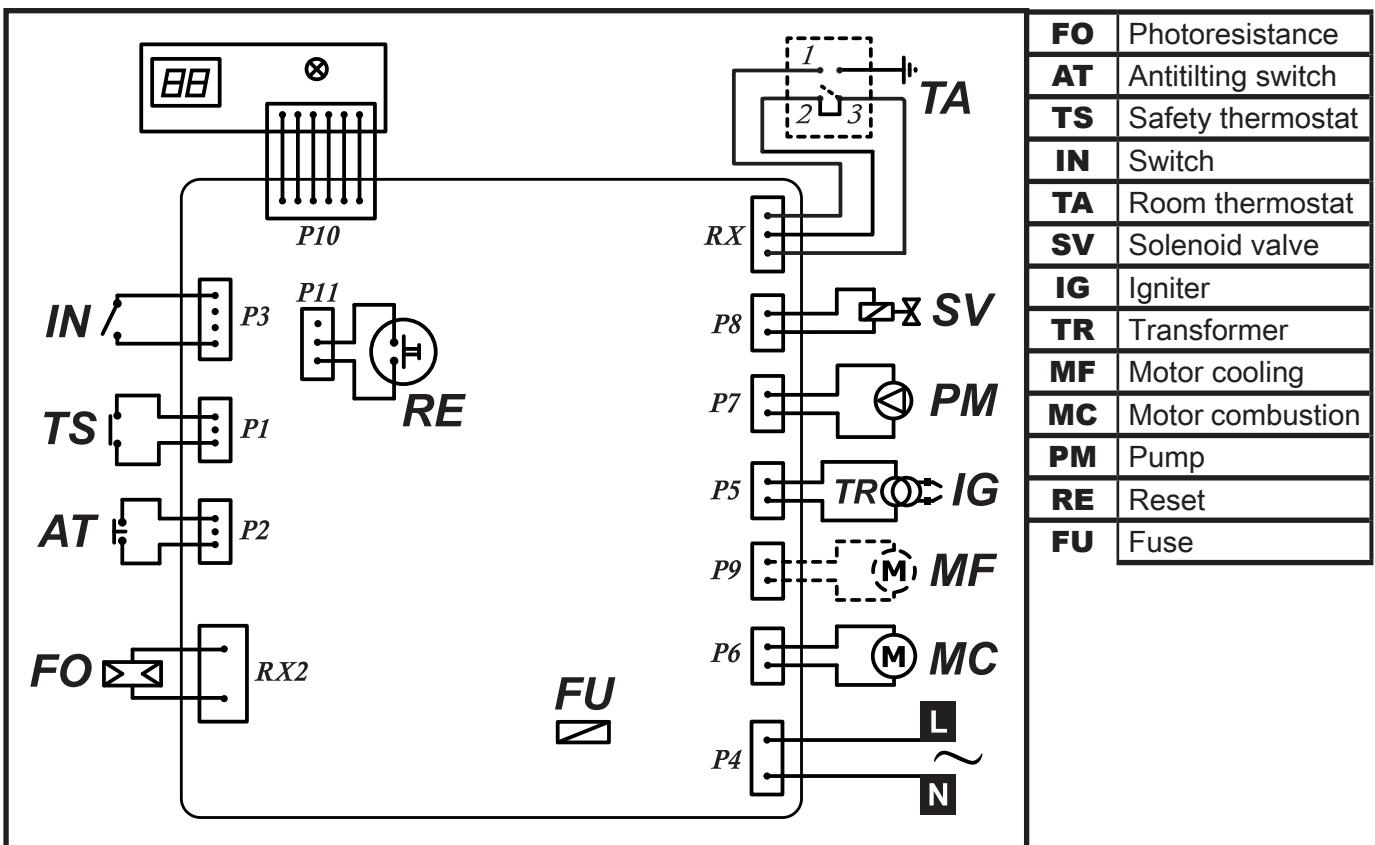 88
P10
1
2 3
TA
RX
IN
P3
P11
RE
P8
SV
TS
P1
P7
PM
AT
P2
P5
TR
IG
P9
M
MF
FO
RX2
P6
M
MC
FU
P4
L
N
FO Photoresistance
AT Antitilting switch
TS Safety thermostat
IN Switch
TA Room thermostat
SV Solenoid valve
IG Igniter
TR Transformer
MF Motor cooling
MC Motor combustion
PM Pump
RE Reset
FU Fuse